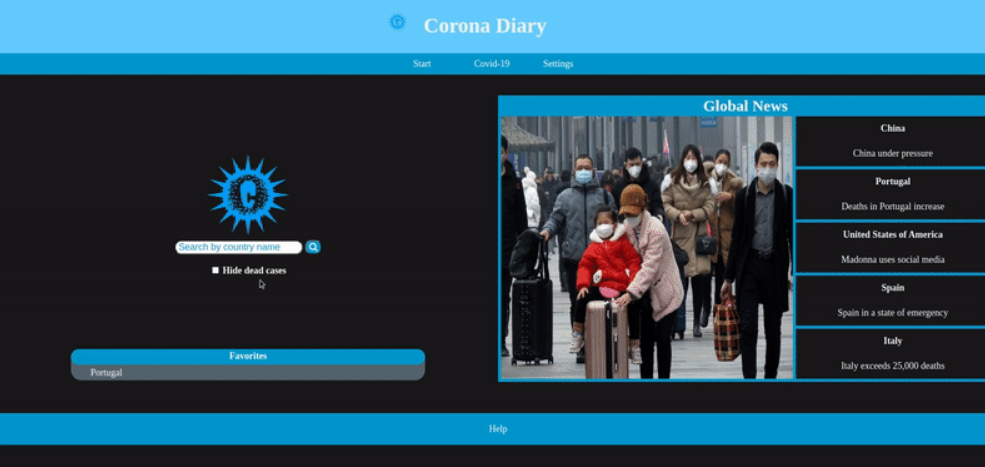 Corona Diary
Start Covid-19 Settings
C
Search by country name
Hide dead cases
Favorites
Portugal
Global News
China
China under pressure
Portugal
Deaths in Portugal increase
United States of America
Madonna uses social media
Spain
Spain in a state of emergency
Italy
Italy exceeds 25,000 deaths
Help